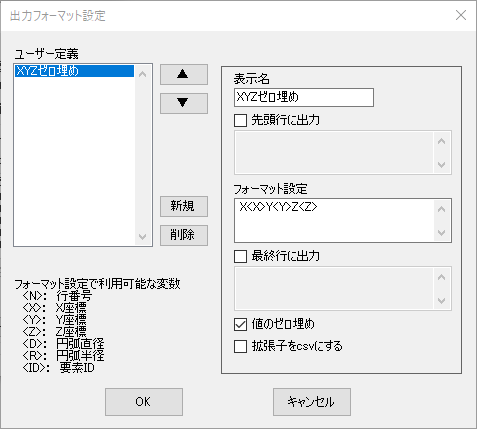 出力フォーマット設定
ユーザー定義
XYZゼロ埋め
▲
▼
新規
削除
フォーマット設定で利用可能な変数
<N>: 行番号
<X>: X座標
<Y>: Y座標
<Z>: Z座標
<D>: 円弧直径
<R>: 円弧半径
<ID>: 要素ID
表示名
XYZゼロ埋め
先頭行に出力
フォーマット設定
X<X>Y<Y>Z<Z>
最終行に出力
値のゼロ埋め
拡張子をcsvにする
OK
キャンセル